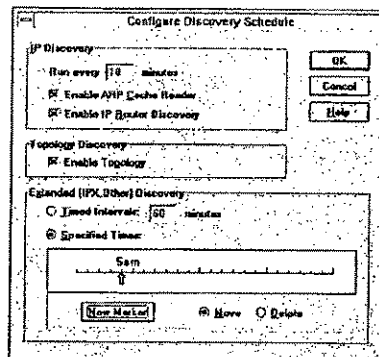 Configure Discovery Schedule
IP Discovery
Run every 10 minutes
Enable ARP Cache Reader
Enable IP Router Discovery
OK
Cancel
Help
Topology Discovery
Enable Topology
Extended (IPX,Other) Discovery
Timed Intervals: 60 minutes
Specified Times:
5am
New Marker Move Delete